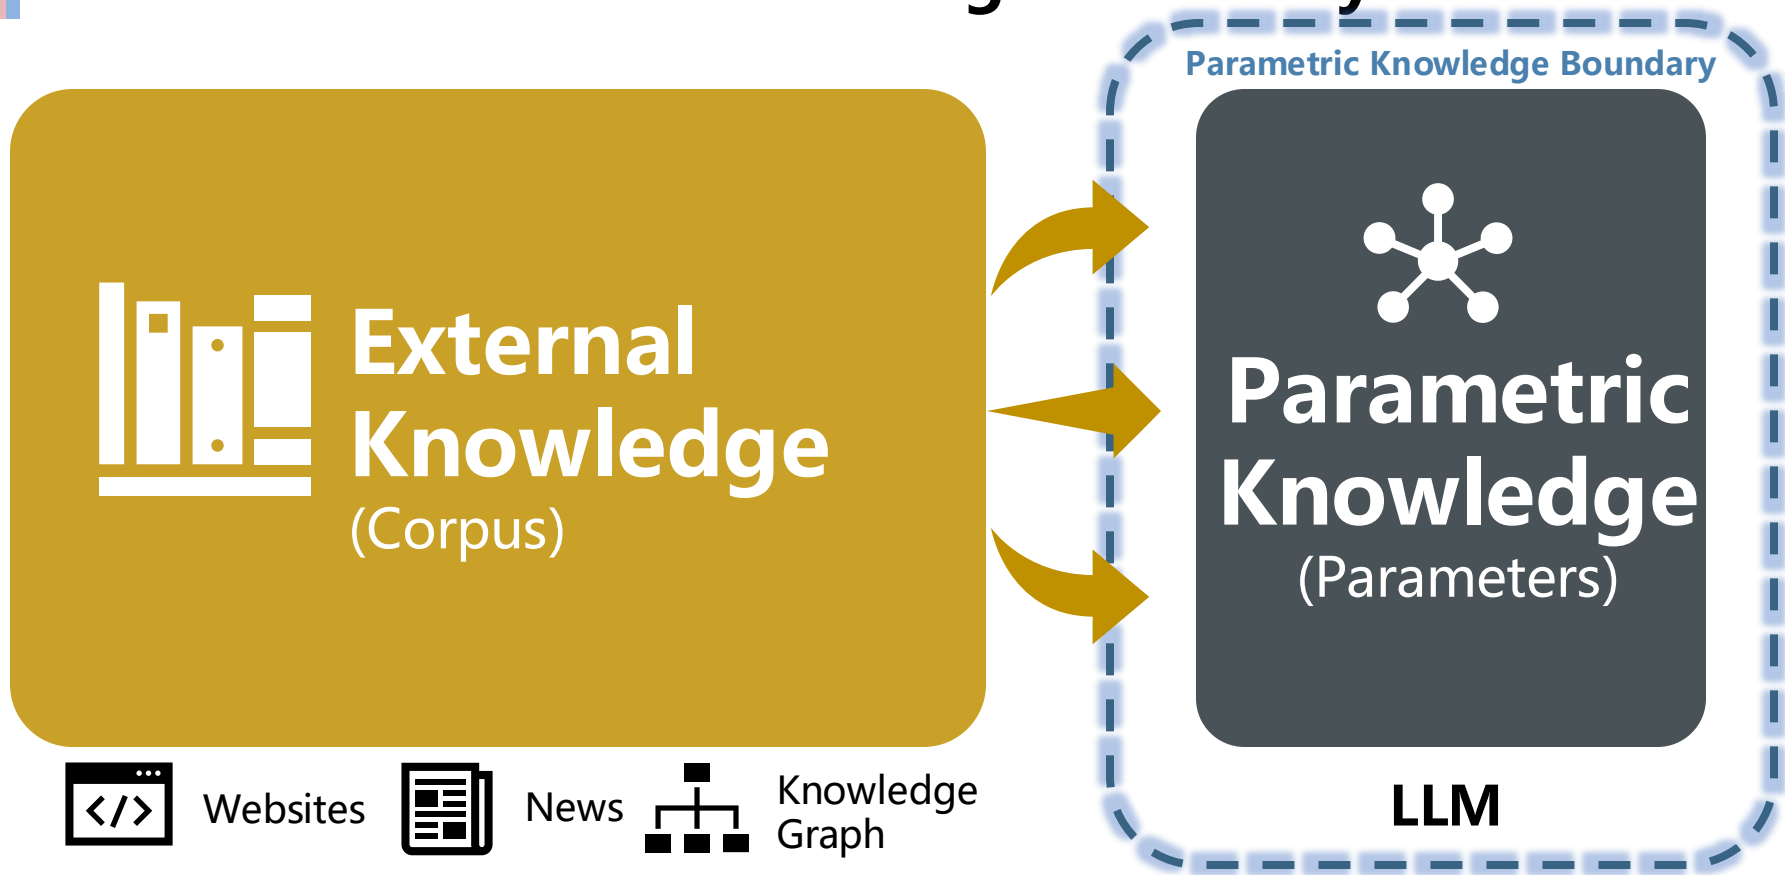 Parametric Knowledge Boundary
External
Knowledge
(Corpus)
Parametric
Knowledge
(Parameters)
Websites
News
Knowledge
Graph
LLM